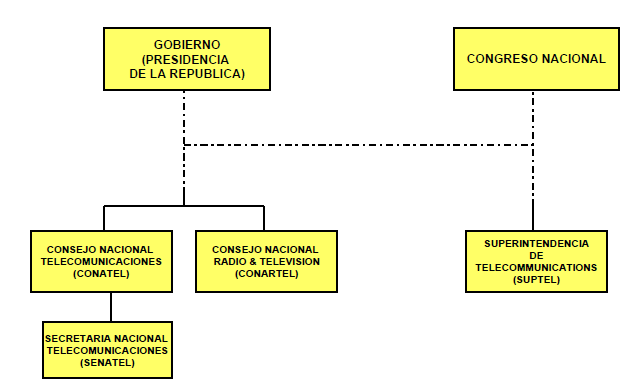 GOBIERNO
(PRESIDENCIA
DE LA REPUBLICA)
CONGRESO NACIONAL
CONSEJO NACIONAL
TELECOMUNICACIONES
(CONATEL)
CONSEJO NACIONAL
RADIO & TELEVISION
(CONARTEL)
SUPERINTENDENCIA
DE
TELECOMMUNICATIONS
(SUPTEL)
SECRETARIA NACIONAL
TELECOMUNICACIONES
(SENATEL)